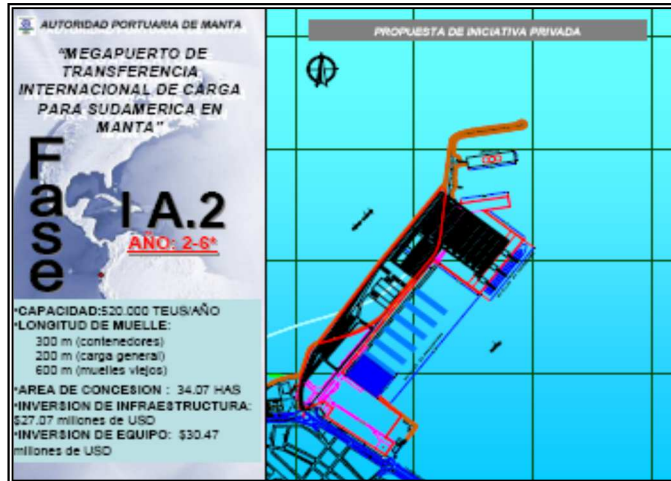 AUTORIDAD PORTUARIA DE MANTA
"MEGAPUERTO DE
TRANSFERENCIA
INTERNACIONAL DE CARGA
PARA SUDAMERICA EN
MANTA"
Fase
I A.2
AÑO: 2-6*
•CAPACIDAD:520.000 TEUS/AÑO
•LONGITUD DE MUELLE:
300 m (contenedores)
200 m (carga general)
600 m (muelles viejos)
•AREA DE CONCESION : 34.07 HAS
•INVERSION DE INFRAESTRUCTURA:
$27.07 millones de USD
•INVERSION DE EQUIPO: $30.47
millones de USD
PROPUESTA DE INICIATIVA PRIVADA